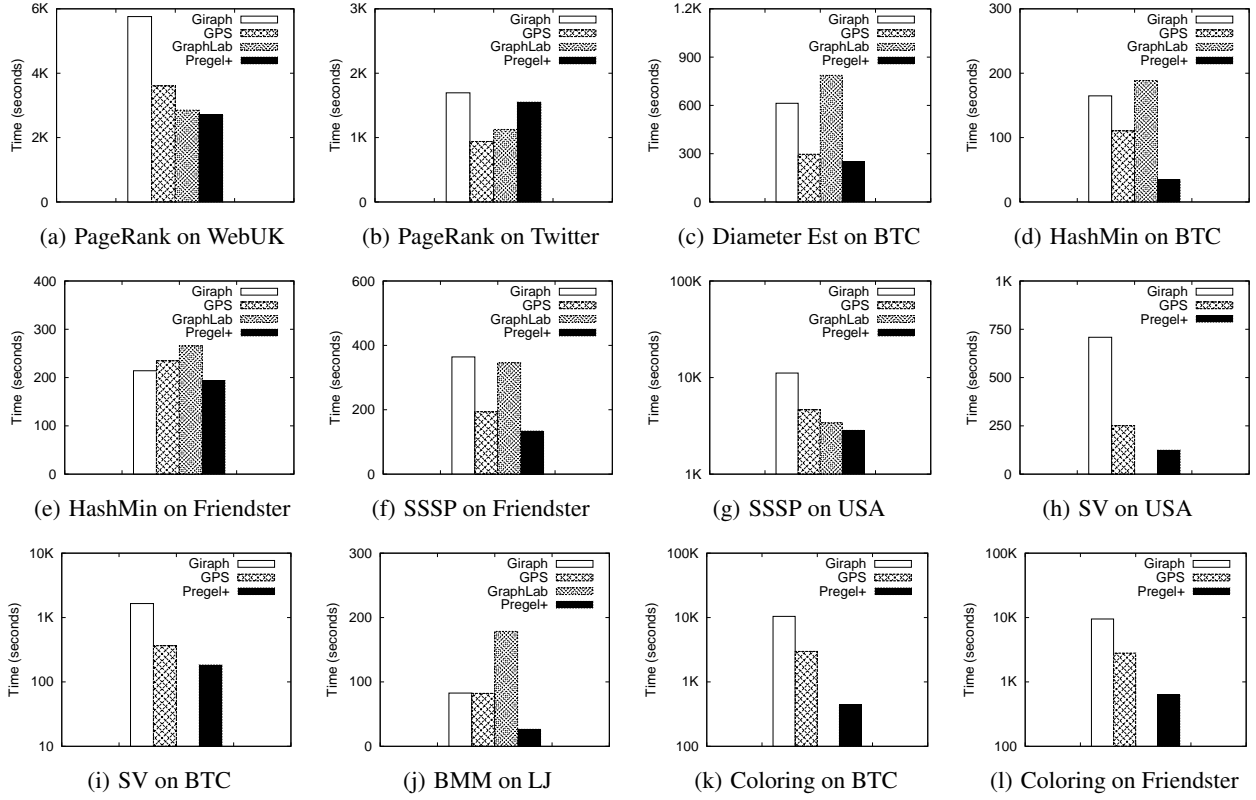 6K
4K
2K
0
Time (seconds)
Giraph
GPS
GraphLab
Pregel+
(a) PageRank on WebUK
3K
2K
1K
0
Time (seconds)
Giraph
GPS
GraphLab
Pregel+
(b) PageRank on Twitter
1.2K
900
600
300
0
Time (seconds)
Giraph
GPS
GraphLab
Pregel+
(c) Diameter Est on BTC
300
200
100
0
Time (seconds)
Giraph
GPS
GraphLab
Pregel+
(d) HashMin on BTC
400
300
200
100
0
Time (seconds)
Giraph
GPS
GraphLab
Pregel+
(e) HashMin on Friendster
600
400
200
0
Time (seconds)
Giraph
GPS
GraphLab
Pregel+
(f) SSSP on Friendster
100K
10K
1K
Time (seconds)
Giraph
GPS
GraphLab
Pregel+
(g) SSSP on USA
1K
750
500
250
0
Time (seconds)
Giraph
GPS
Pregel+
(h) SV on USA
10K
1K
100
10
Time (seconds)
Giraph
GPS
Pregel+
(i) SV on BTC
300
200
100
0
Time (seconds)
Giraph
GPS
GraphLab
Pregel+
(j) BMM on LJ
100K
10K
1K
100
Time (seconds)
Giraph
GPS
Pregel+
(k) Coloring on BTC
100K
10K
1K
100
Time (seconds)
Giraph
GPS
Pregel+
(l) Coloring on Friendster